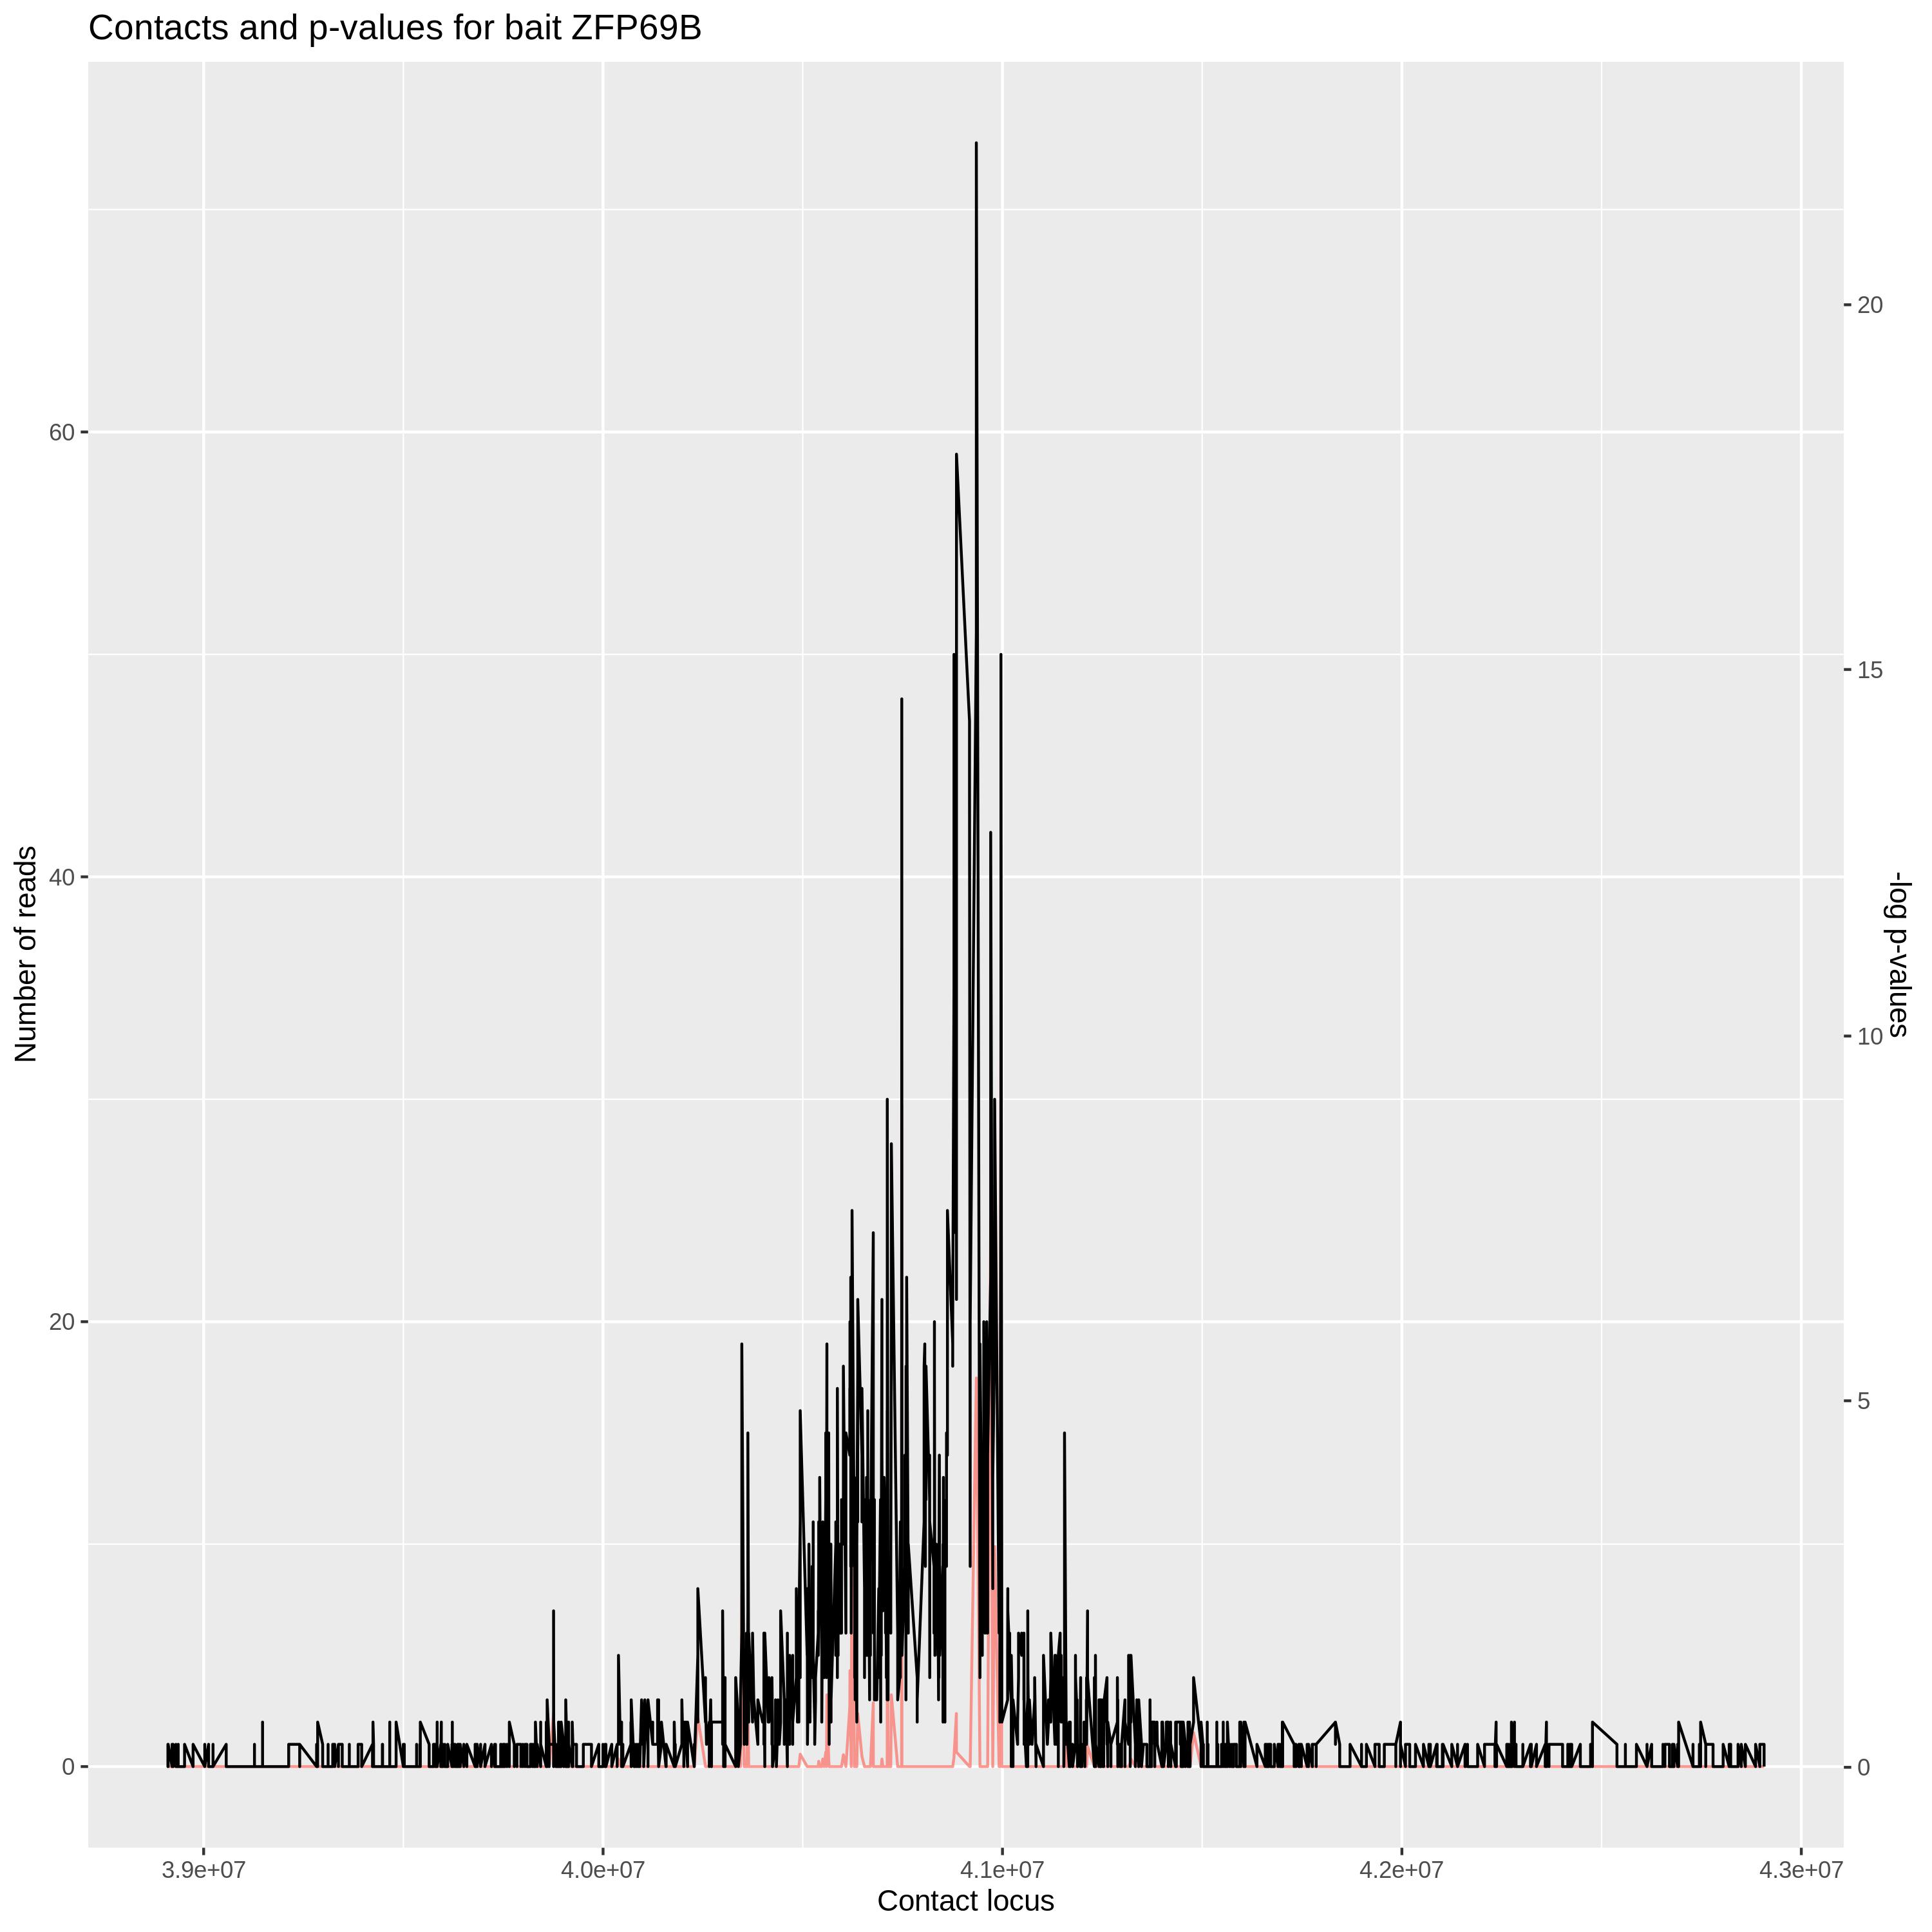 Contacts and p-values for bait ZFP69B
60
40
20
0
Number of reads
20
15
10
5
0
-log p-values
3.9e+07
4.0e+07
4.1e+07
4.2e+07
4.3e+07
Contact locus